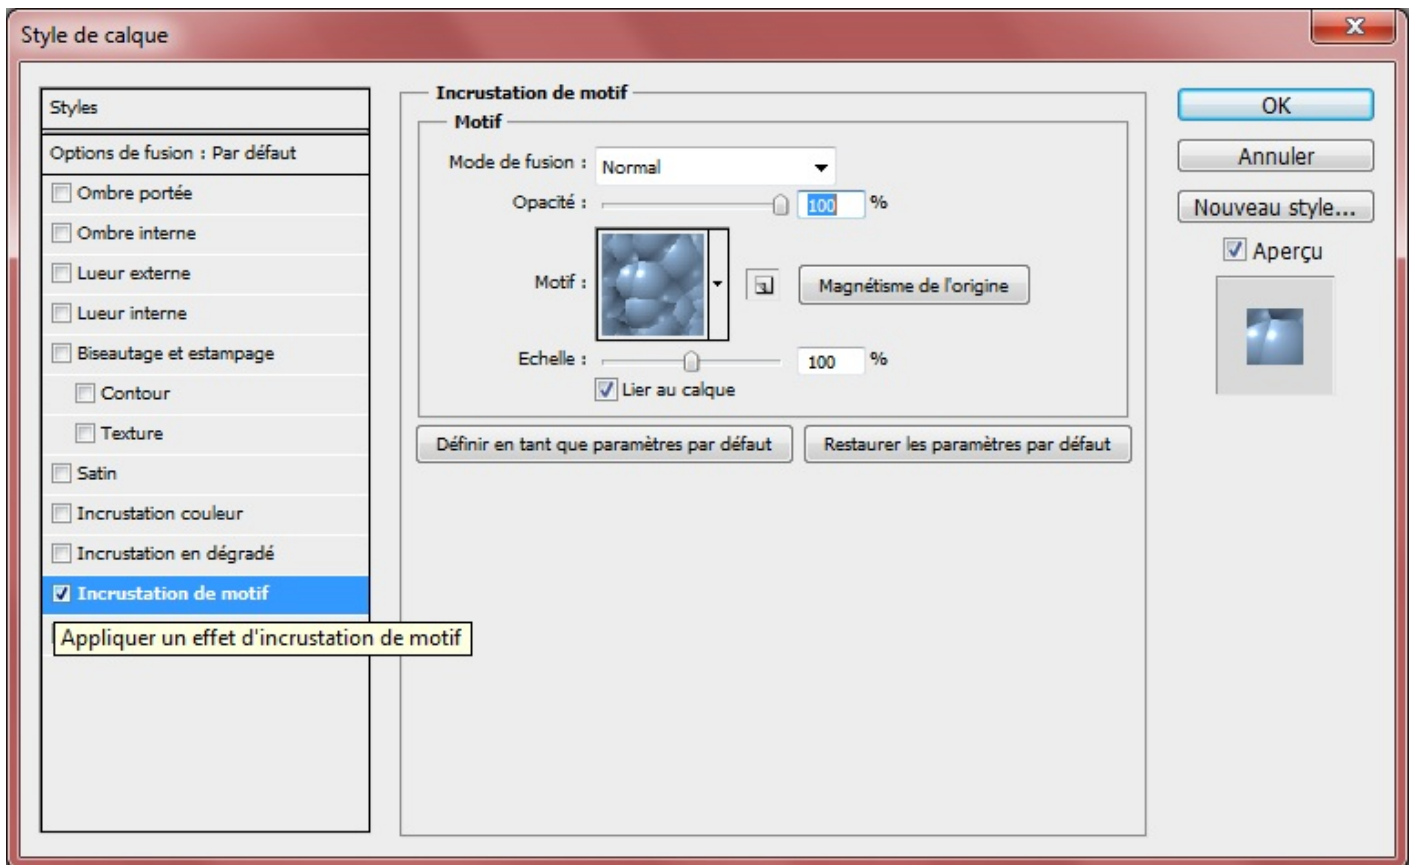 Style de calque
Styles
Options de fusion : Par défaut
Ombre portée
Ombre interne
Lueur externe
Lueur interne
Biseautage et estampage
Contour
Texture
Satin
Incrustation couleur
Incrustation en dégradé
Incrustation de motif
Appliquer un effet d'incrustation de motif
Incrustation de motif
Motif
Mode de fusion : Normal
Opacité : 100 %
Motif : Magnétisme de l'origine
Echelle : 100 %
Lier au calque
Définir en tant que paramètres par défaut Restaurer les paramètres par défaut
OK
Annuler
Nouveau style...
Aperçu